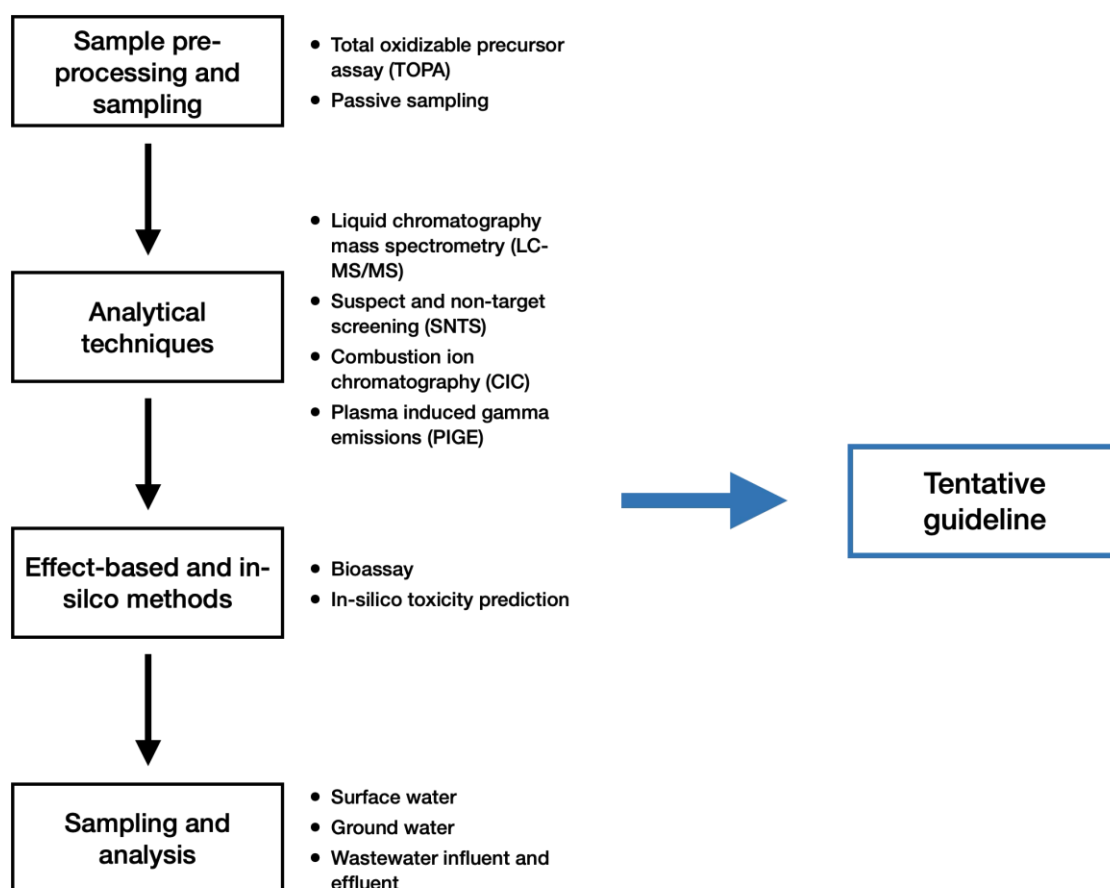 Sample pre-
processing and
sampling
• Total oxidizable precursor
assay (TOPA)
• Passive sampling
Analytical
techniques
• Liquid chromatography
mass spectrometry (LC-
MS/MS)
• Suspect and non-target
screening (SNTS)
• Combustion ion
chromatography (CIC)
• Plasma induced gamma
emissions (PIGE)
Effect-based and in-
silco methods
• Bioassay
• In-silico toxicity prediction
Sampling and
analysis
• Surface water
• Ground water
• Wastewater influent and
effluent
Tentative
guideline